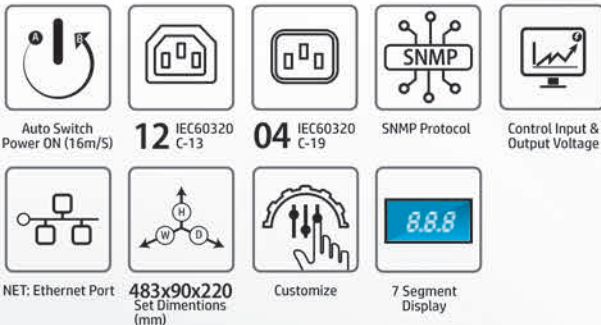 A B
SNMP
Auto Switch
Power ON (16m/S)
12 IEC60320
C-13
04 IEC60320
C-19
SNMP Protocol
Control Input &
Output Voltage
H
W D
8.8.8
NET: Ethernet Port
483x90x220
Set Dimentions
(mm)
Customize
7 Segment
Display